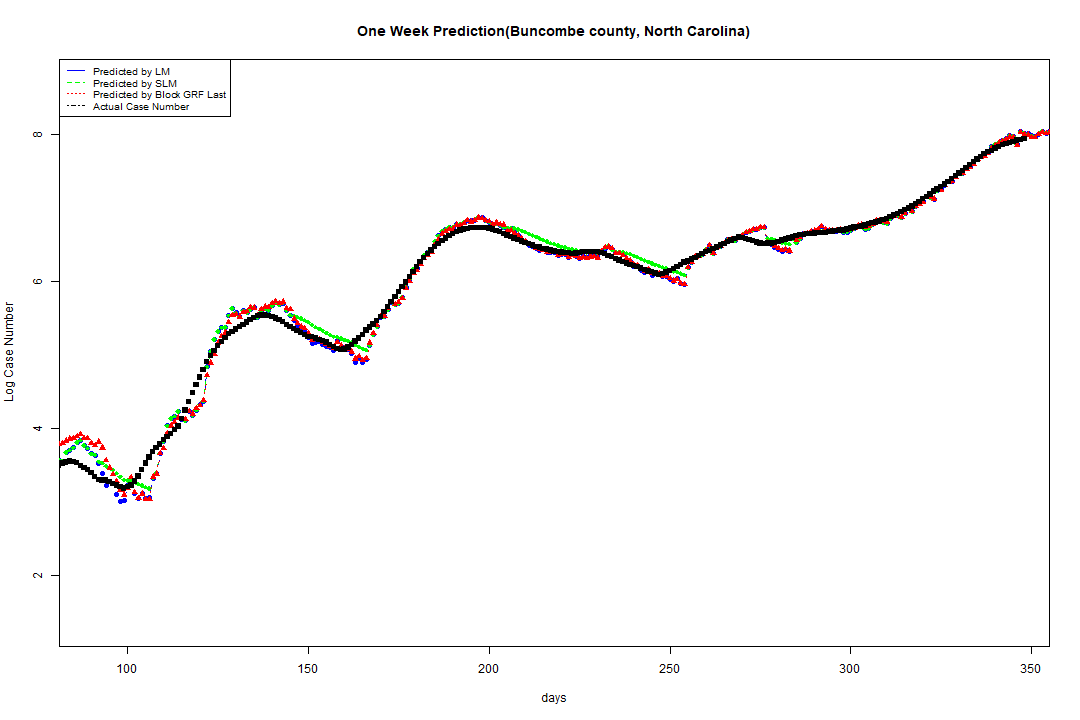 One Week Prediction(Buncombe county, North Carolina)
Predicted by LM
Predicted by SLM
Predicted by Block GRF Last
Actual Case Number
Log Case Number
8
6
4
2
100 150 200 250 300 350
days